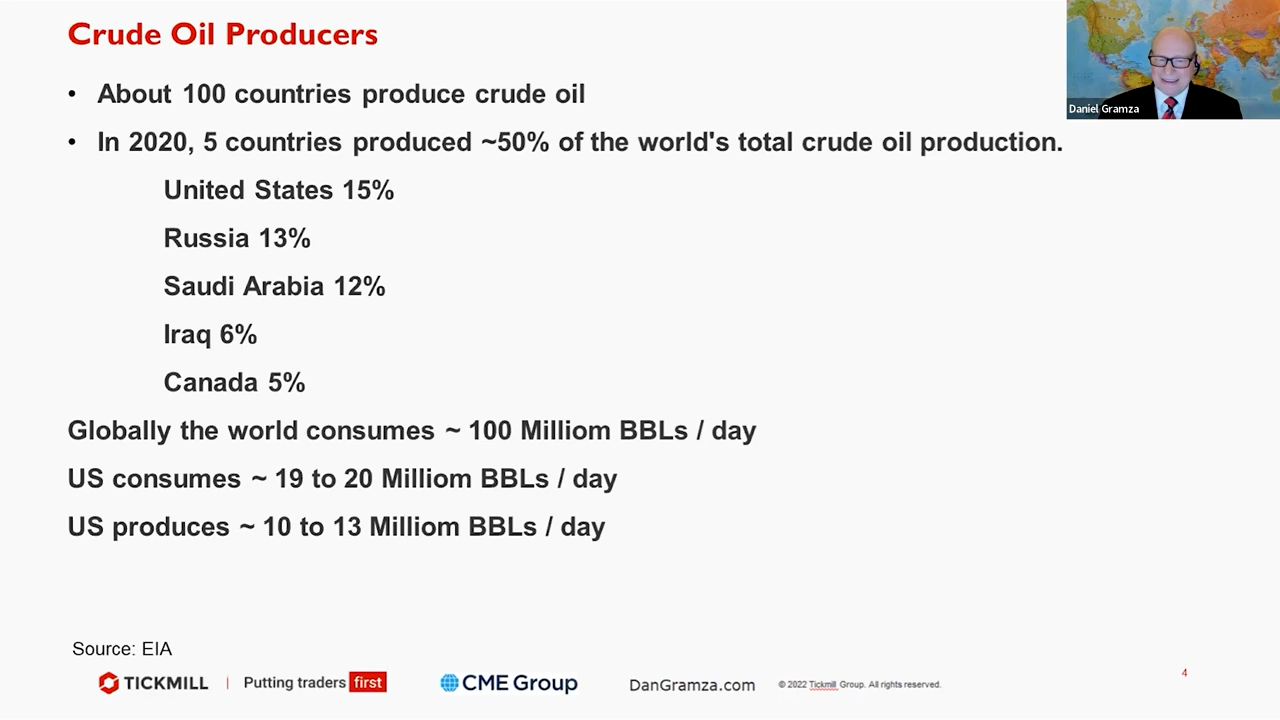 Crude Oil Producers
• About 100 countries produce crude oil
• In 2020, 5 countries produced ~50% of the world's total crude oil production.
United States 15%
Russia 13%
Saudi Arabia 12%
Iraq 6%
Canada 5%
Globally the world consumes ~ 100 Milliom BBLs / day
US consumes ~ 19 to 20 Milliom BBLs / day
US produces ~ 10 to 13 Milliom BBLs / day
Daniel Gramza
Source: EIA
TICKMILL | Putting traders first
CME Group
DanGramza.com
© 2022 Tickmill Group. All rights reserved.
4